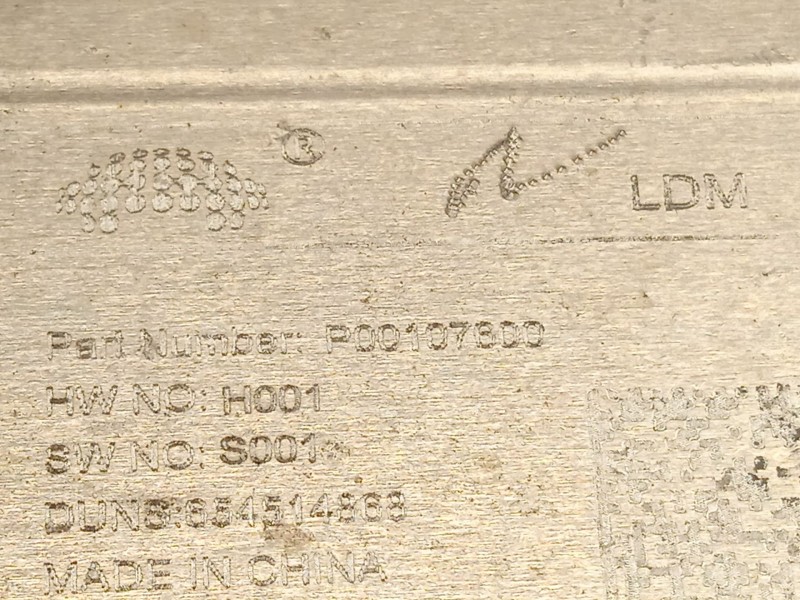 ®
LDM
Part Number: P00107600
HW NO: H001
SW NO: S001
DUNS:654514868
MADE IN CHINA